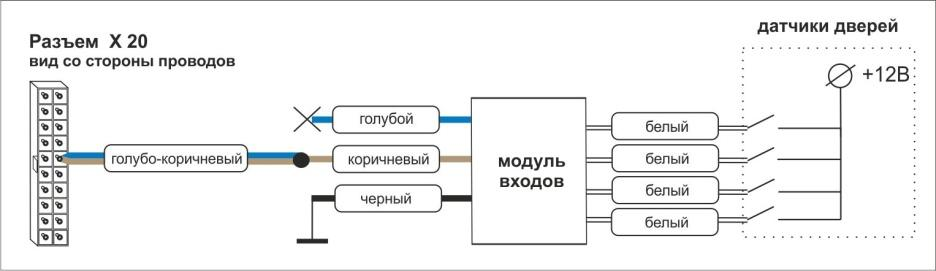 датчики дверей
Разъем X 20
вид со стороны проводов
+12В
голубой
белый
голубо-коричневый
коричневый
модуль
входов
белый
черный
белый
белый